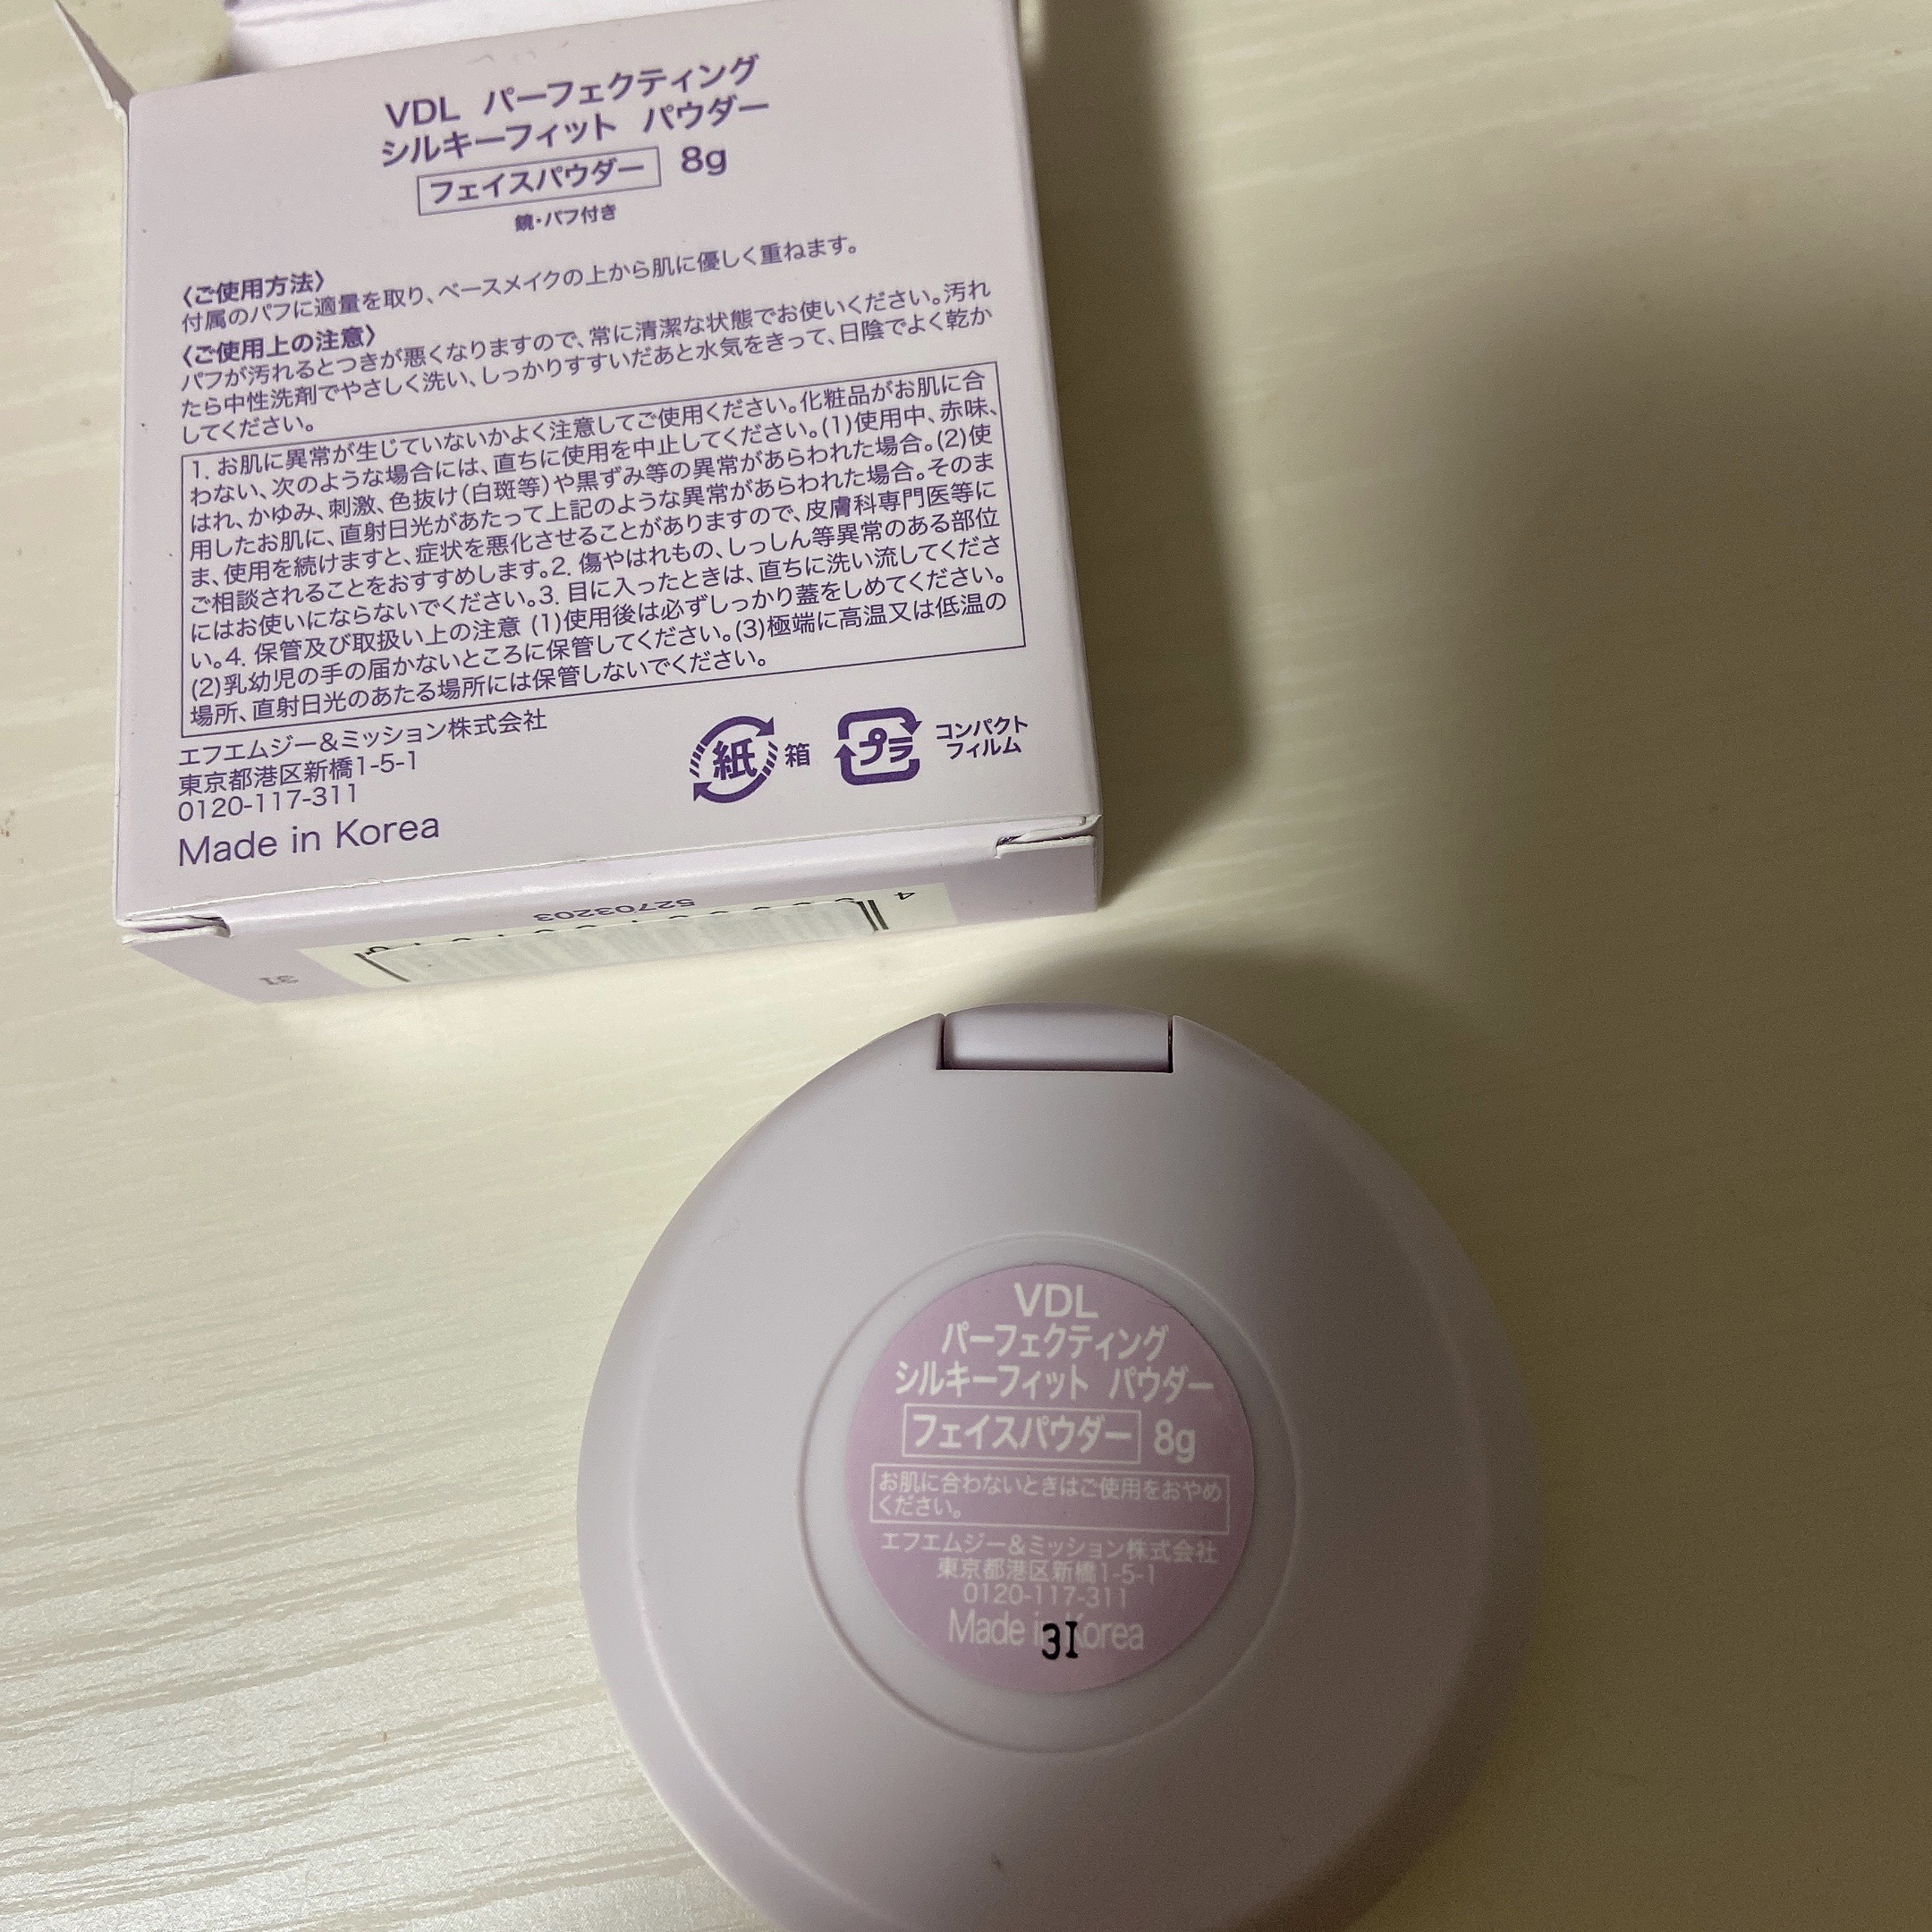 VDL パーフェクティング
シルキーフィット パウダー
フェイスパウダー 8g
鏡・パフ付き
〈ご使用方法〉
付属のパフに適量を取り、ベースメイクの上から肌に優しく重ねます。
〈ご使用上の注意〉
パフが汚れるとつきが悪くなりますので、常に清潔な状態でお使いください。汚れ
たら中性洗剤でやさしく洗い、しっかりすすいだあと水気をきって、日陰でよく乾か
してください。
1. お肌に異常が生じていないかよく注意してご使用ください。化粧品がお肌に合
わない、次のような場合には、直ちに使用を中止してください。(1)使用中、赤味、
はれ、かゆみ、刺激、色抜け(白斑等)や黒ずみ等の異常があらわれた場合。(2)使
用したお肌に、直射日光があたって上記のような異常があらわれた場合。そのま
ま、使用を続けますと、症状を悪化させることがありますので、皮膚科専門医等に
ご相談されることをおすすめします。2. 傷やはれもの、しっしん等異常のある部位
にはお使いにならないでください。3. 目に入ったときは、直ちに洗い流してくださ
い。4. 保管及び取扱い上の注意 (1)使用後は必ずしっかり蓋をしめてください。
(2)乳幼児の手の届かないところに保管してください。(3)極端に高温又は低温の
場所、直射日光のあたる場所には保管しないでください。
エフエムジー&ミッション株式会社
東京都港区新橋1-5-1
0120-117-311
Made in Korea
紙 箱 プラ コンパクト
フィルム
52703203
3I
VDL
パーフェクティング
シルキーフィット パウダー
フェイスパウダー 8g
お肌に合わないときはご使用をおやめ
ください。
エフエムジー&ミッション株式会社
東京都港区新橋1-5-1
0120-117-311
Made in Korea
3I